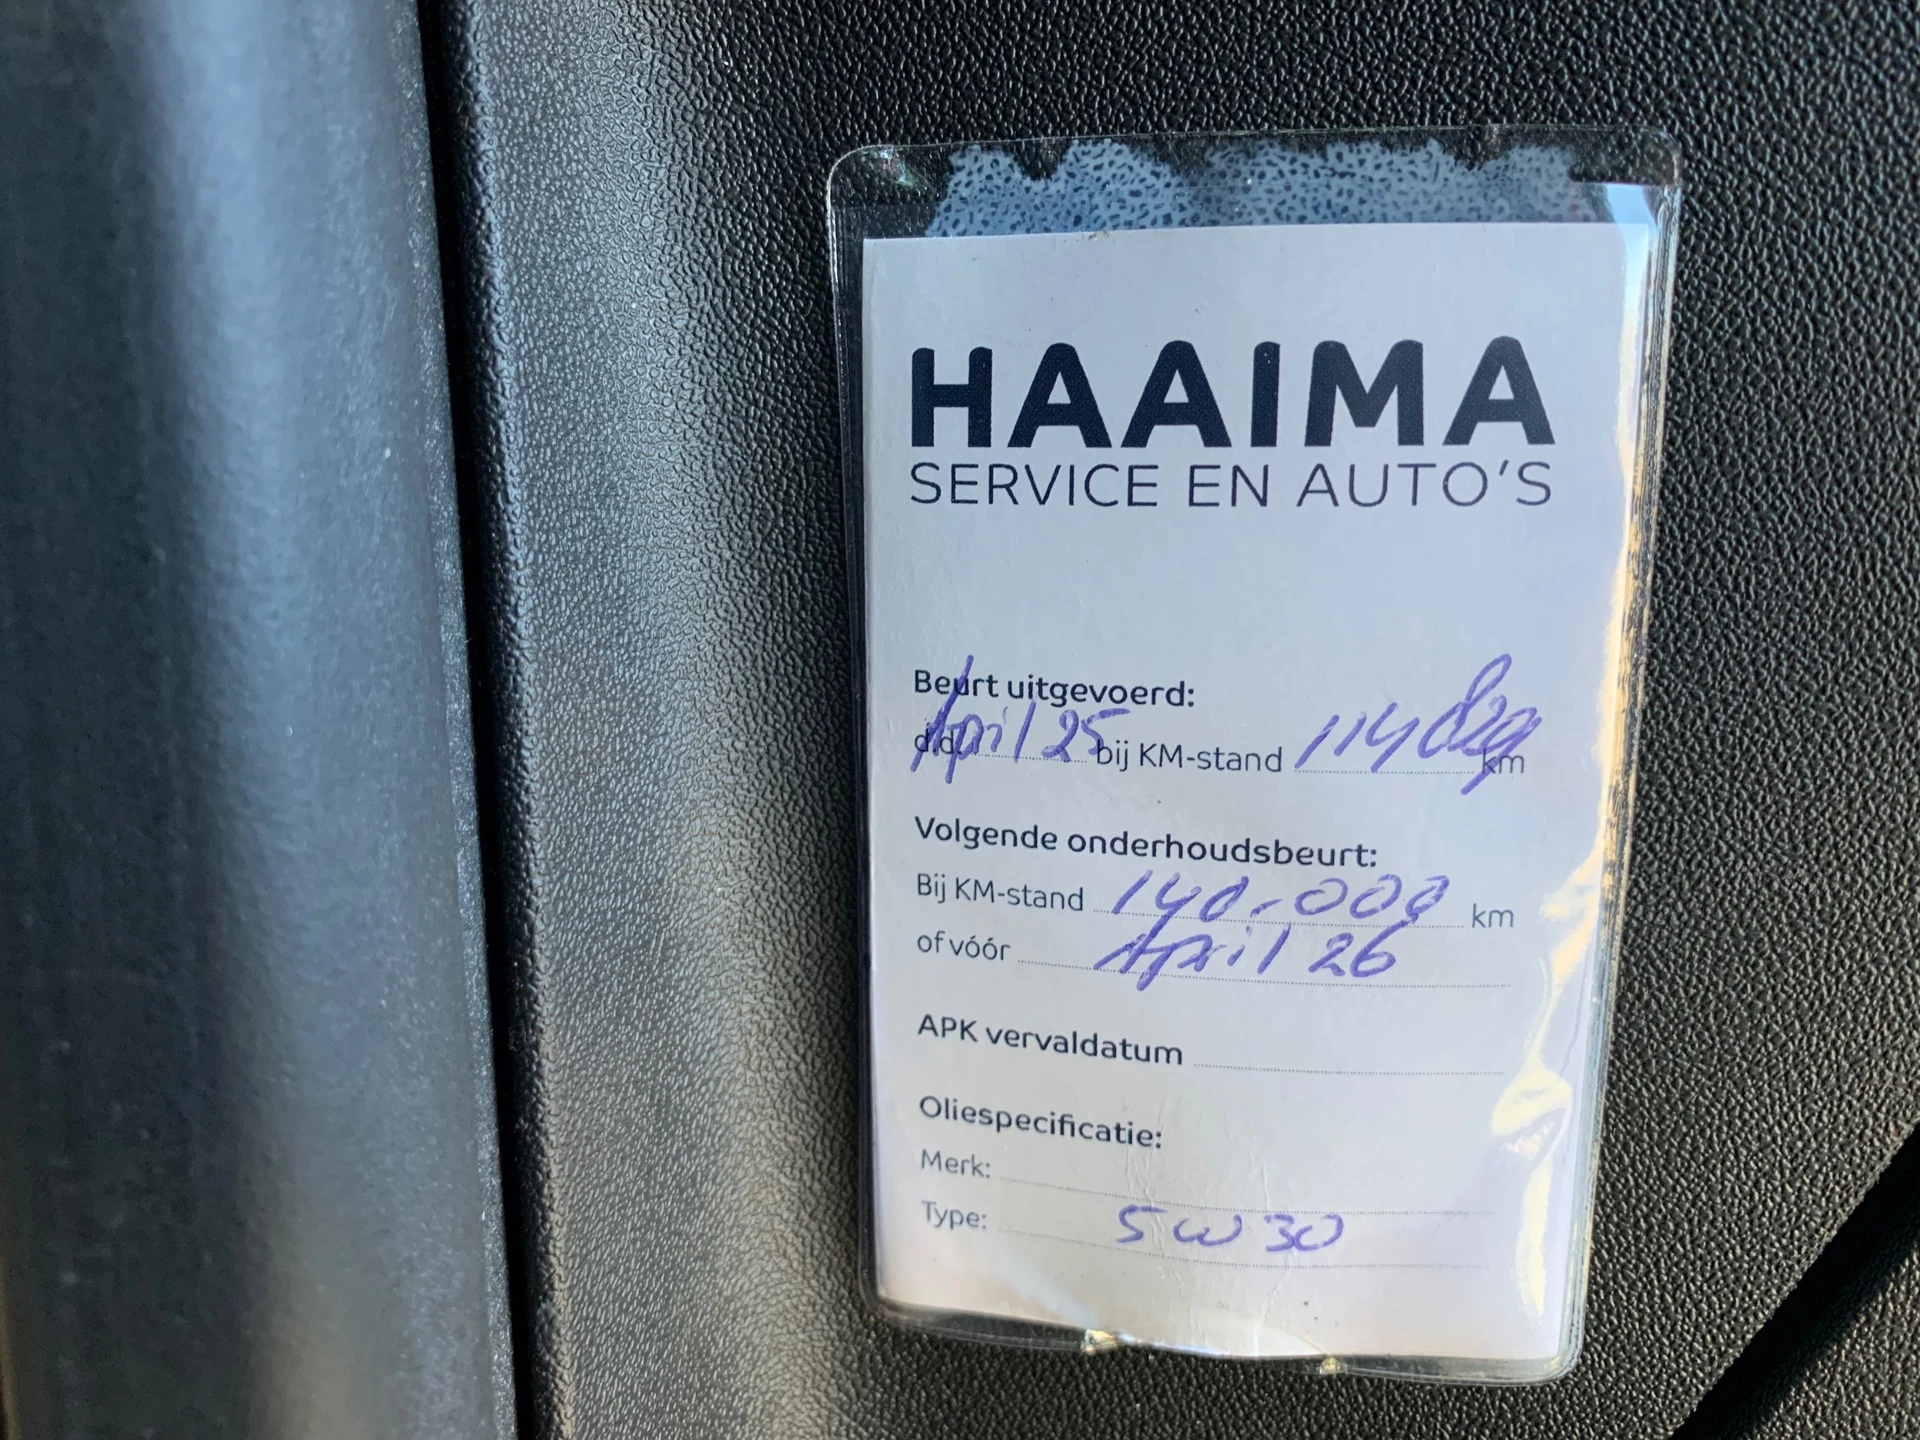 HAAIMA
SERVICE EN AUTO'S
Beurt uitgevoerd:
d.d. April 25 bij KM-stand 114829 km
Volgende onderhoudsbeurt:
Bij KM-stand 140.000 km
of vóór April 26
APK vervaldatum
Oliespecificatie:
Merk:
Type: 5W30